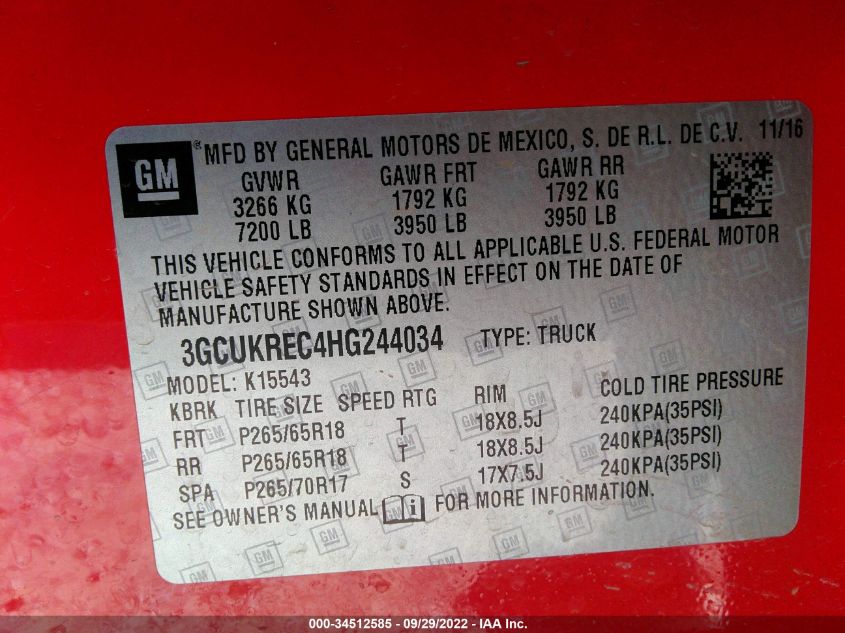 GM ® MFD BY GENERAL MOTORS DE MEXICO, S. DE R.L. DE C.V. 11/16
GVWR GAWR FRT GAWR RR
3266 KG 1792 KG 1792 KG
7200 LB 3950 LB 3950 LB
THIS VEHICLE CONFORMS TO ALL APPLICABLE U.S. FEDERAL MOTOR
VEHICLE SAFETY STANDARDS IN EFFECT ON THE DATE OF
MANUFACTURE SHOWN ABOVE.
3GCUKREC4HG244034 TYPE: TRUCK
MODEL: K15543
KBRK TIRE SIZE SPEED RTG RIM COLD TIRE PRESSURE
FRT P265/65R18 T 18X8.5J 240KPA(35PSI)
RR P265/65R18 T 18X8.5J 240KPA(35PSI)
SPA P265/70R17 S 17X7.5J 240KPA(35PSI)
SEE OWNER'S MANUAL i FOR MORE INFORMATION.
000-34512585 - 09/29/2022 - IAA Inc.